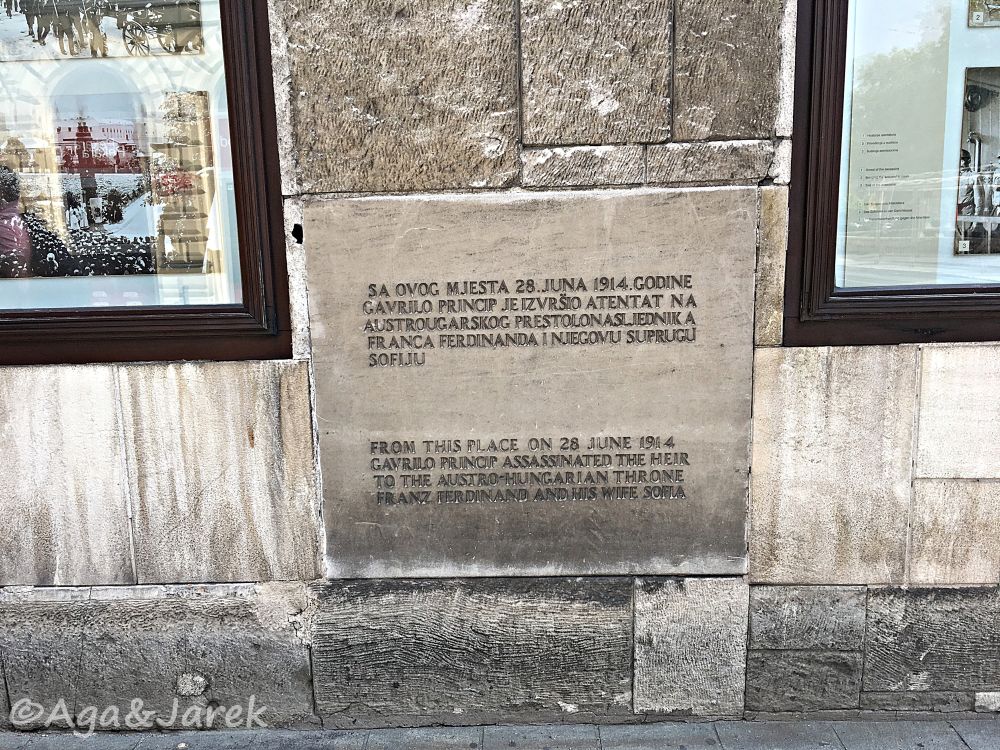 SA OVOG MJESTA 28. JUNA 1914. GODINE
GAVRILO PRINCIP JE IZVRŠIO ATENTAT NA
AUSTROUGARSKOG PRESTOLONASLJEDNIKA
FRANCA FERDINANDA I NJEGOVU SUPRUGU
SOFIJU
FROM THIS PLACE ON 28 JUNE 1914
GAVRILO PRINCIP ASSASSINATED THE HEIR
TO THE AUSTRO-HUNGARIAN THRONE
FRANZ FERDINAND AND HIS WIFE SOFIA
2
3
©Aga&Jarek